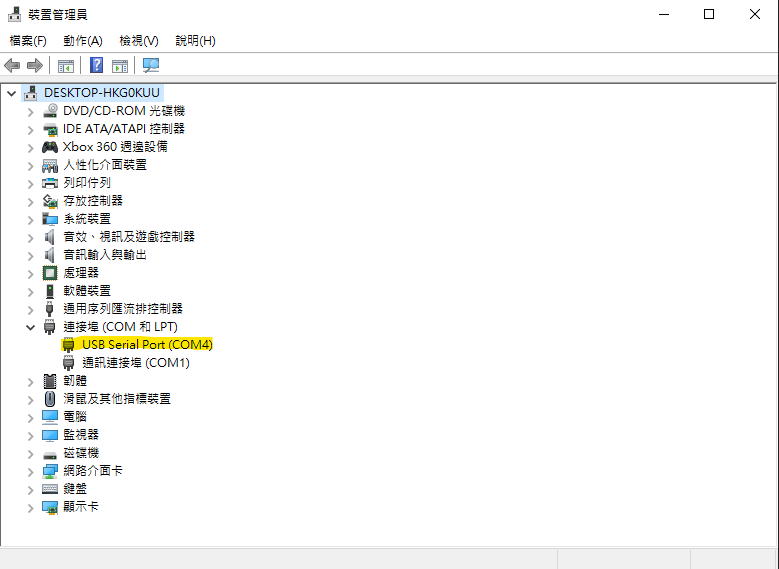 裝置管理員
檔案(F) 動作(A) 檢視(V) 說明(H)
DESKTOP-HKG0KUU
DVD/CD-ROM 光碟機
IDE ATA/ATAPI 控制器
Xbox 360 週邊設備
人性化介面裝置
列印佇列
存放控制器
系統裝置
音效、視訊及遊戲控制器
音訊輸入與輸出
處理器
軟體裝置
通用序列匯流排控制器
連接埠 (COM 和 LPT)
USB Serial Port (COM4)
通訊連接埠 (COM1)
韌體
滑鼠及其他指標裝置
電腦
監視器
磁碟機
網路介面卡
鍵盤
顯示卡